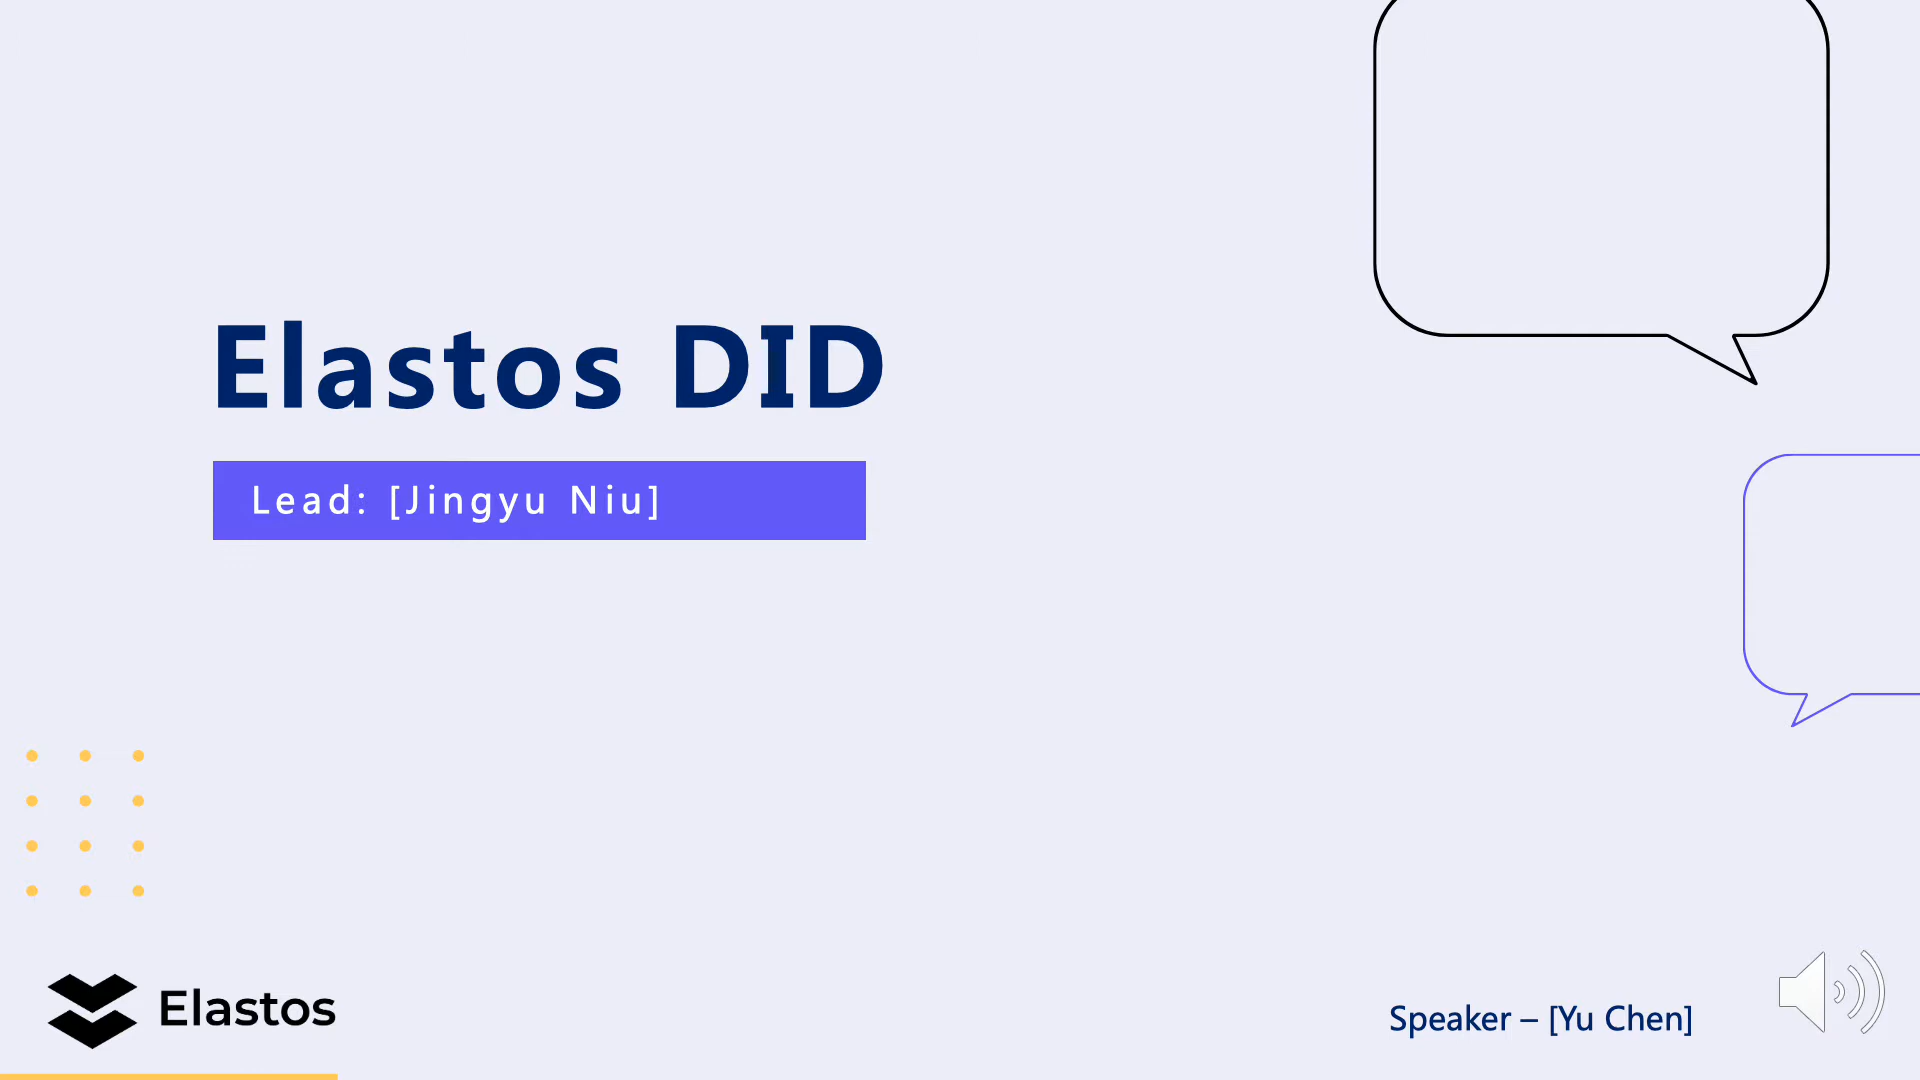 Elastos DID
Lead: [Jingyu Niu]
Elastos
Speaker – [Yu Chen]